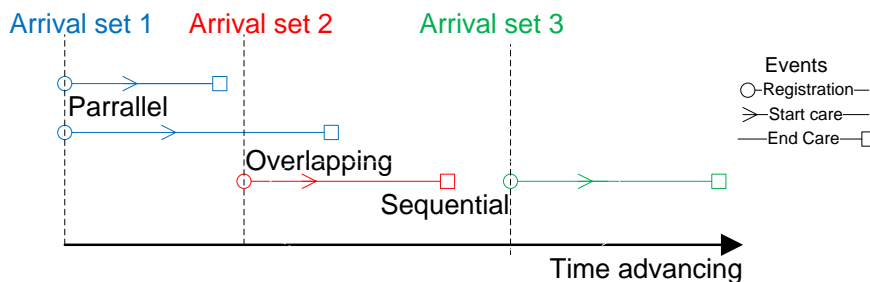 Arrival set 1
Arrival set 2
Arrival set 3
Events
Registration
Start care
End Care
Parrallel
Overlapping
Sequential
Time advancing